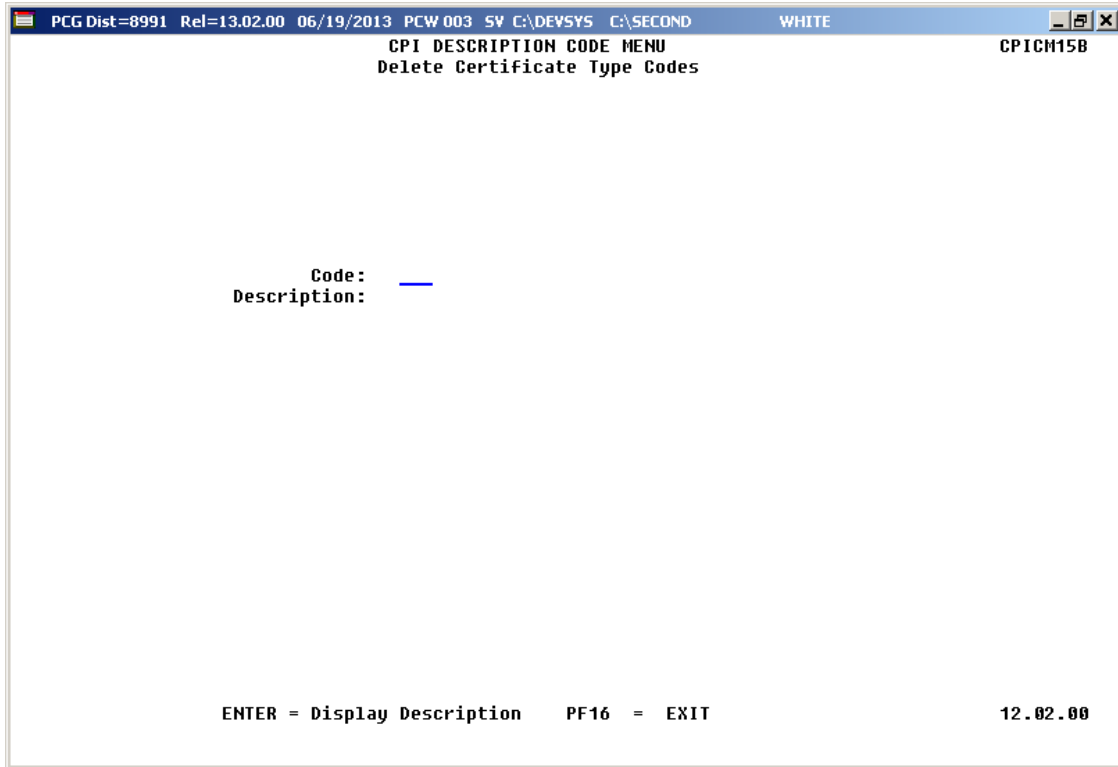 PCG Dist=8991 Rel=13.02.00 06/19/2013 PCW 003 SV C:\DEVSYS C:\SECOND WHITE
CPI DESCRIPTION CODE MENU CPICM15B
Delete Certificate Type Codes
Code:
Description:
ENTER = Display Description PF16 = EXIT 12.02.00